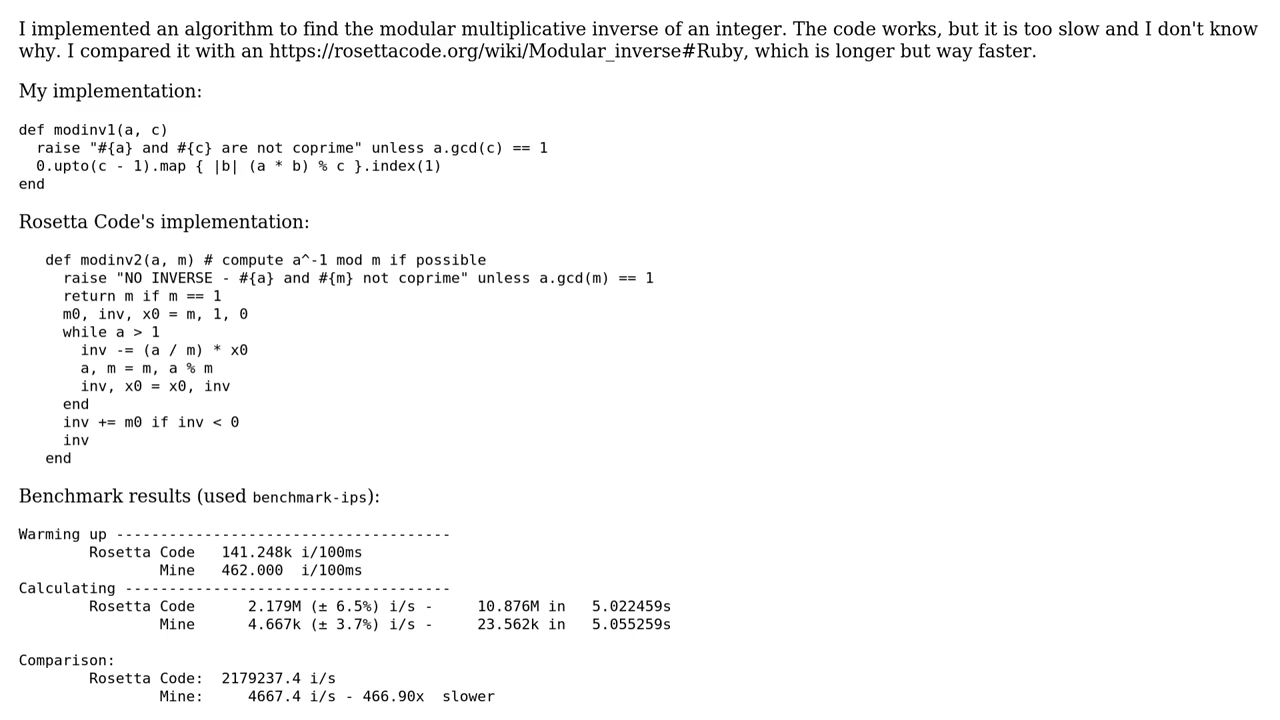 I implemented an algorithm to find the modular multiplicative inverse of an integer. The code works, but it is too slow and I don't know
why. I compared it with an https://rosettacode.org/wiki/Modular_inverse#Ruby, which is longer but way faster.
My implementation:
def modinv1(a, c)
  raise "#{a} and #{c} are not coprime" unless a.gcd(c) == 1
  0.upto(c - 1).map { |b| (a * b) % c }.index(1)
end
Rosetta Code's implementation:
   def modinv2(a, m) # compute a^-1 mod m if possible
     raise "NO INVERSE - #{a} and #{m} not coprime" unless a.gcd(m) == 1
     return m if m == 1
     m0, inv, x0 = m, 1, 0
     while a > 1
       inv -= (a / m) * x0
       a, m = m, a % m
       inv, x0 = x0, inv
     end
     inv += m0 if inv < 0
     inv
   end
Benchmark results (used benchmark-ips):
Warming up --------------------------------------
        Rosetta Code   141.248k i/100ms
                Mine   462.000  i/100ms
Calculating -------------------------------------
        Rosetta Code      2.179M (± 6.5%) i/s -     10.876M in   5.022459s
                Mine      4.667k (± 3.7%) i/s -     23.562k in   5.055259s
Comparison:
        Rosetta Code:  2179237.4 i/s
                Mine:     4667.4 i/s - 466.90x  slower